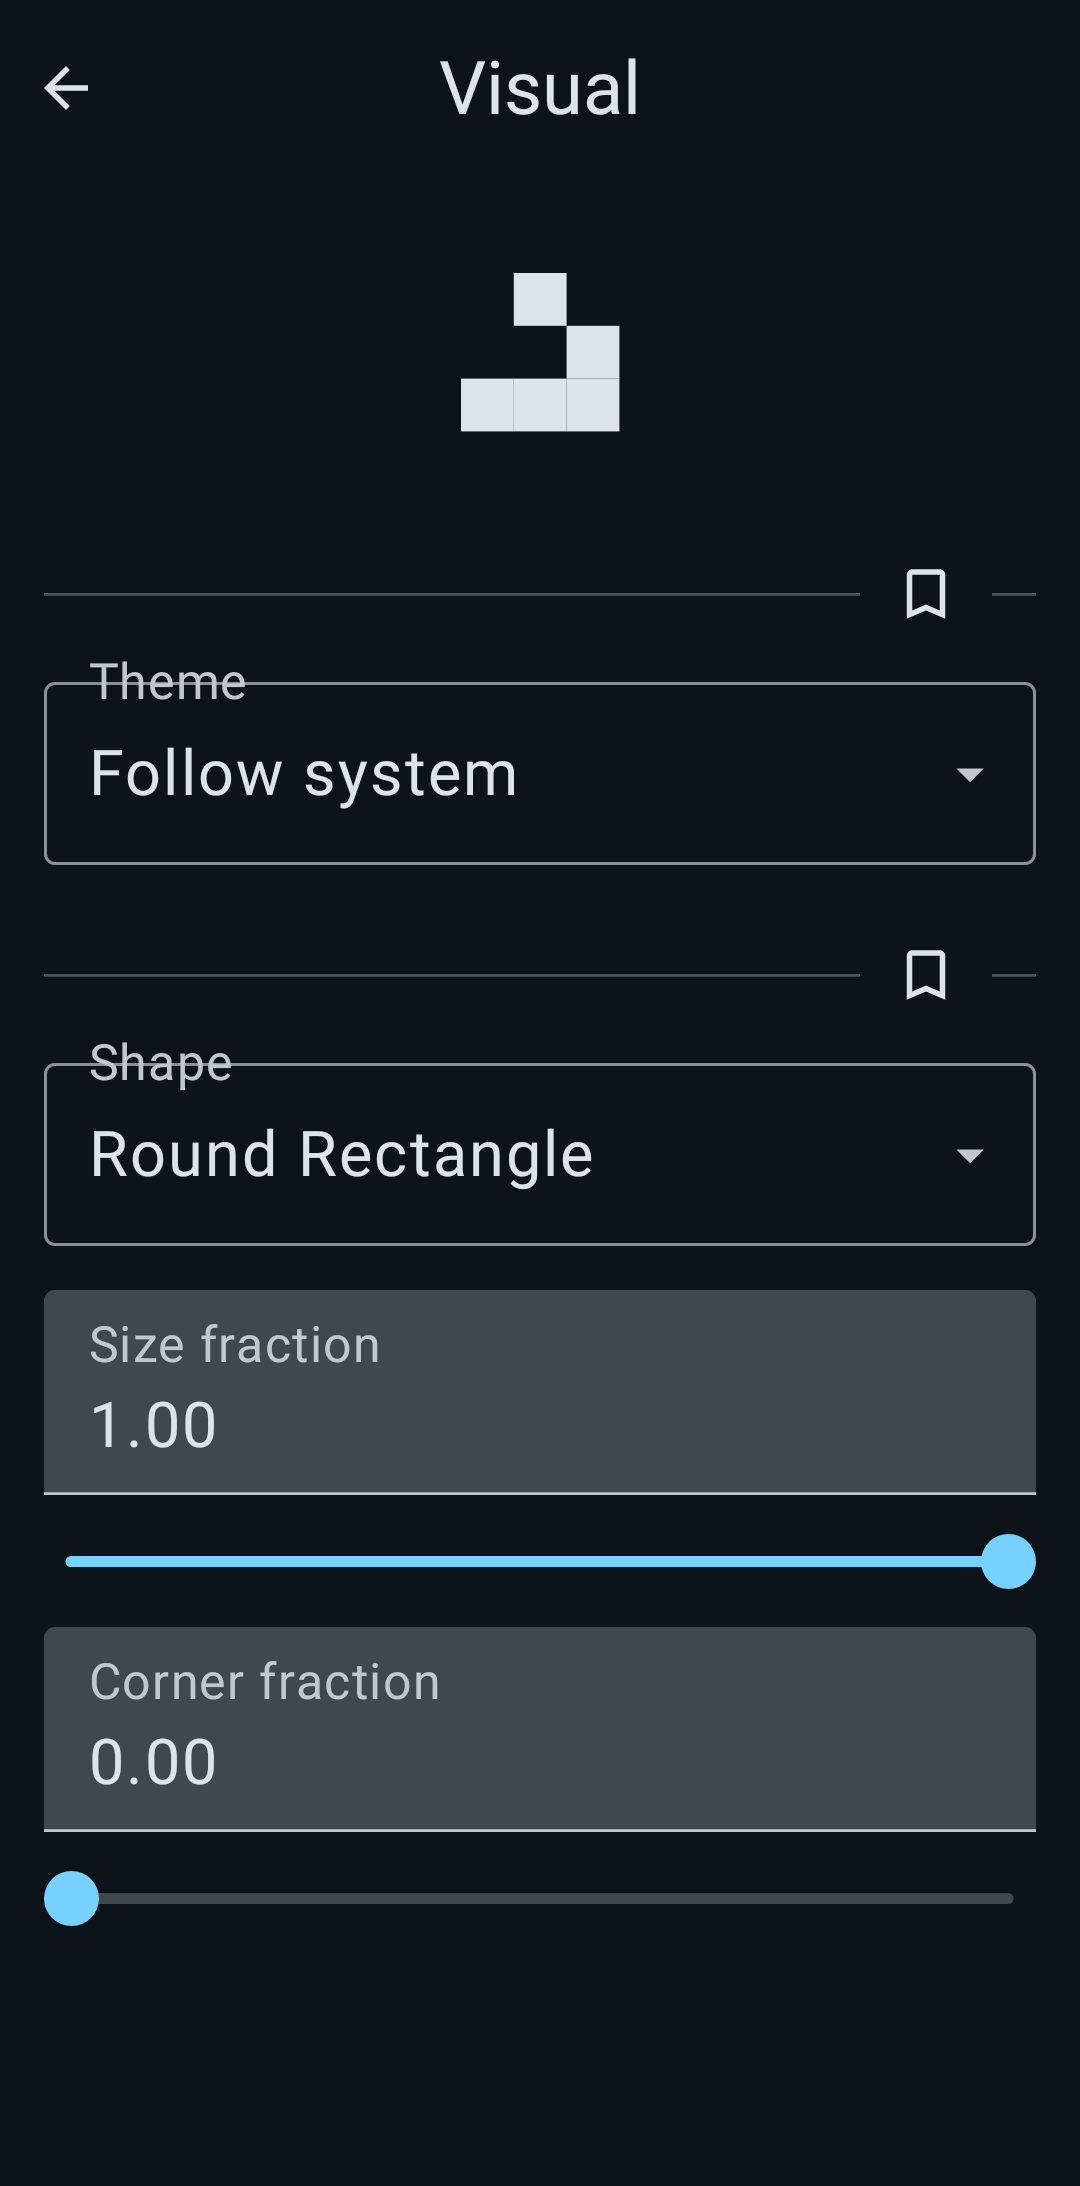 Visual
Theme
Follow system
Shape
Round Rectangle
Size fraction
1.00
Corner fraction
0.00